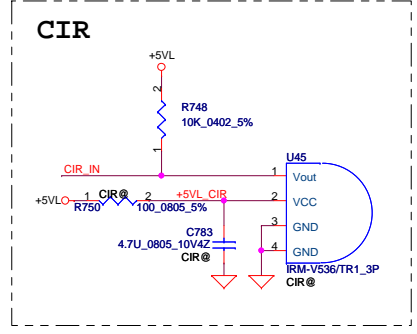 CIR
+5VL
2
R748
10K_0402_5%
1
CIR_IN
U45
1
Vout
+5VL
1
CIR@
2
+5VL_CIR
2
VCC
R750
100_0805_5%
3
GND
C783
4.7U_0805_10V4Z
4
GND
CIR@
IRM-V536/TR1_3P
CIR@